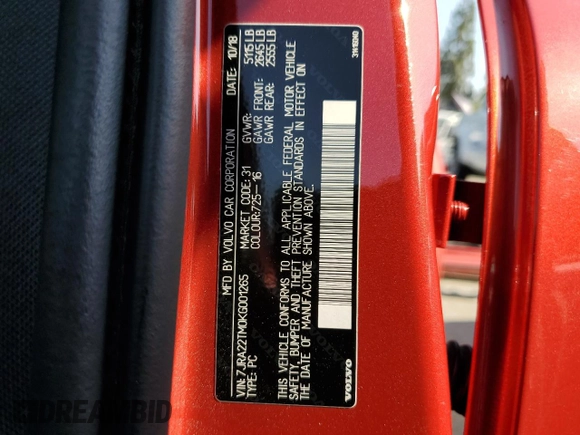 MFD BY VOLVO CAR CORPORATION DATE: 10/18
VIN: 7JRA22TM0KG001265 GVWR: 5115 LB
TYPE: PC MARKET CODE: 31 GAWR FRONT: 2645 LB
COLOUR: 725-16 GAWR REAR: 2555 LB
THIS VEHICLE CONFORMS TO ALL APPLICABLE FEDERAL MOTOR VEHICLE
SAFETY, BUMPER AND THEFT PREVENTION STANDARDS IN EFFECT ON
THE DATE OF MANUFACTURE SHOWN ABOVE.
VOLVO
BIDREAMBID